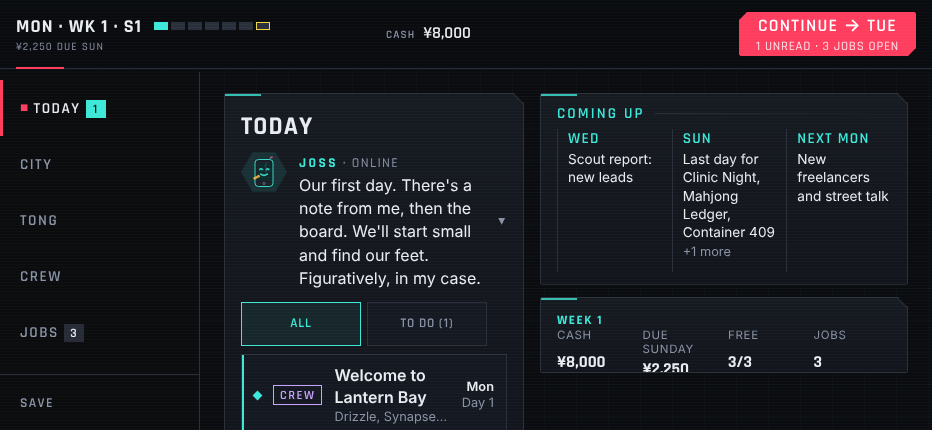 MON · WK 1 · S1
¥2,250 DUE SUN
CASH ¥8,000
CONTINUE → TUE
1 UNREAD · 3 JOBS OPEN
TODAY 1
CITY
TONG
CREW
JOBS 3
SAVE
TODAY
JOSS · ONLINE
Our first day. There's a
note from me, then the
board. We'll start small
and find our feet.
Figuratively, in my case.
ALL
TO DO (1)
CREW
Welcome to
Lantern Bay
Drizzle, Synapse...
Mon
Day 1
COMING UP
WED
Scout report:
new leads
SUN
Last day for
Clinic Night,
Mahjong
Ledger,
Container 409
+1 more
NEXT MON
New
freelancers
and street talk
WEEK 1
CASH
¥8,000
DUE
SUNDAY
¥2,250
FREE
3/3
JOBS
3